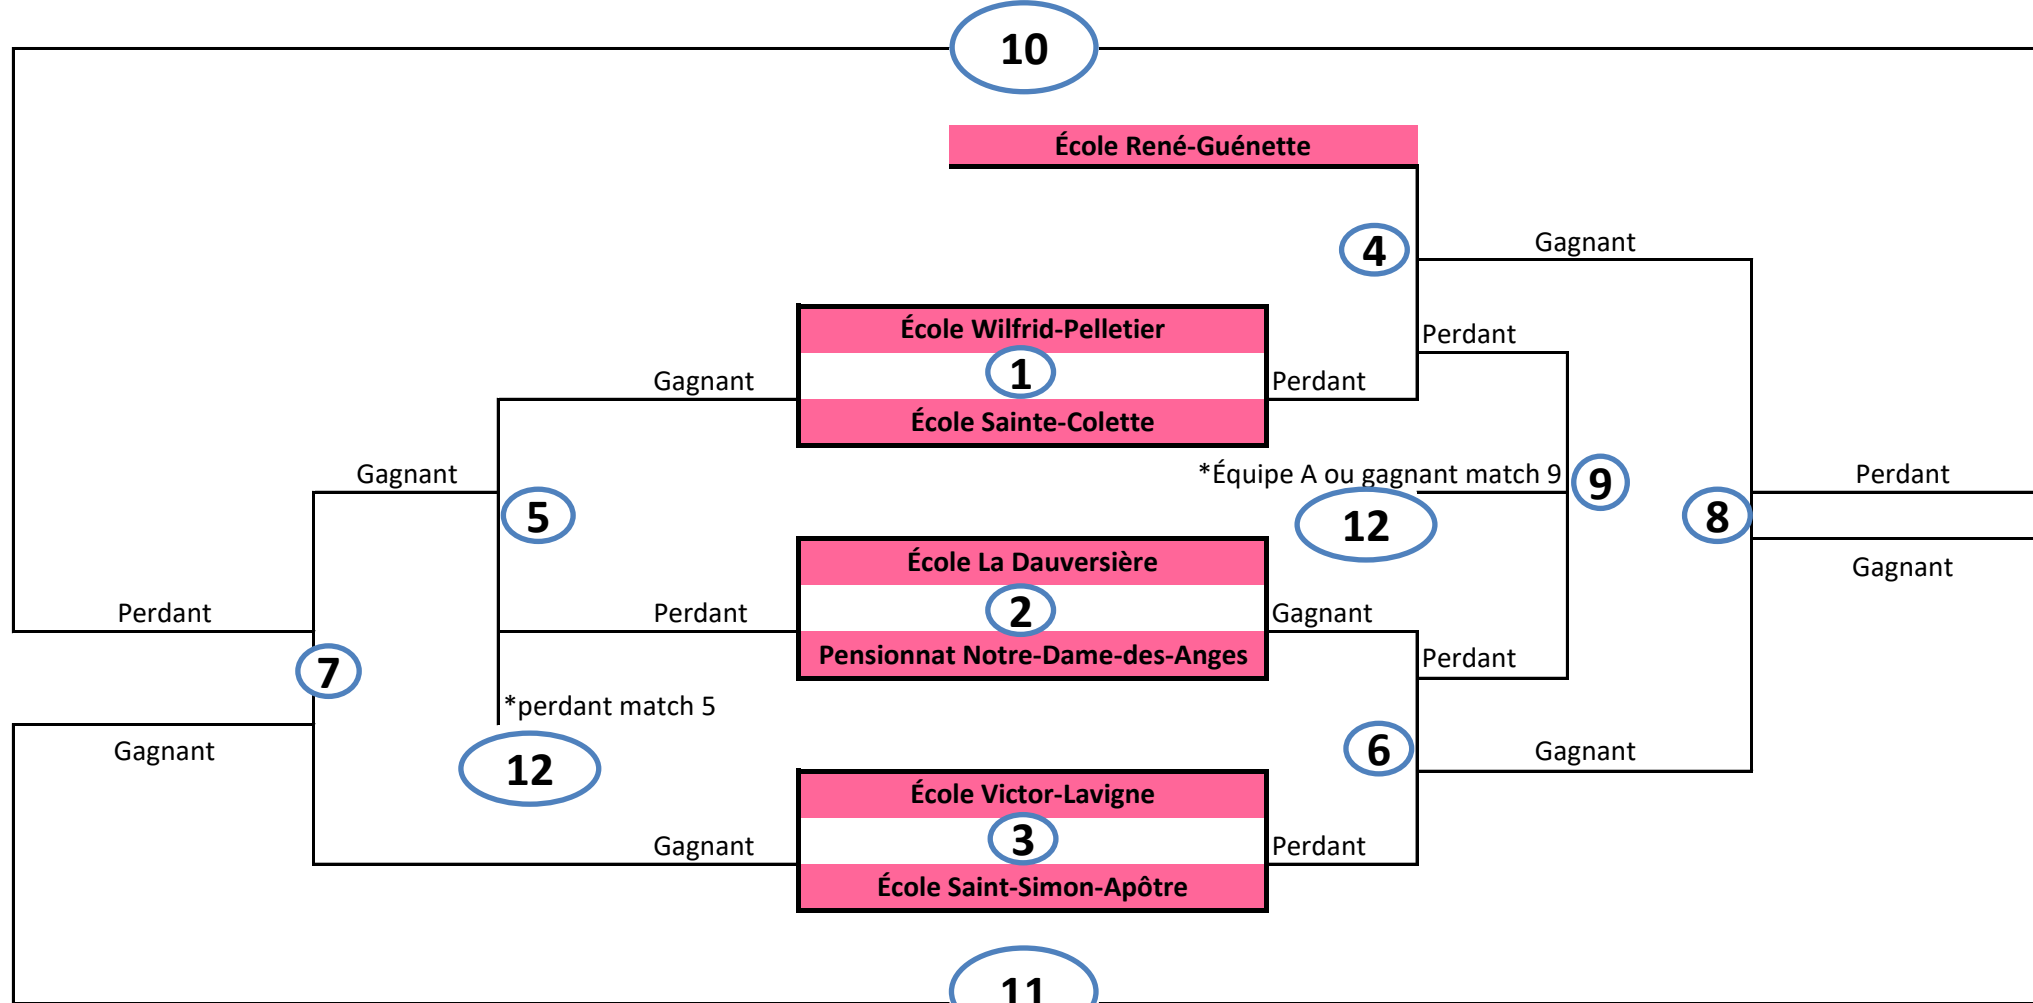 10
École René-Guénette
4
Gagnant
École Wilfrid-Pelletier
Perdant
1
Gagnant
Perdant
École Sainte-Colette
Gagnant
*Équipe A ou gagnant match 9
9
Perdant
5
8
12
École La Dauversière
Gagnant
Perdant
Perdant
2
Gagnant
Pensionnat Notre-Dame-des-Anges
Perdant
7
*perdant match 5
Gagnant
6
Gagnant
12
École Victor-Lavigne
Gagnant
3
Perdant
École Saint-Simon-Apôtre
11